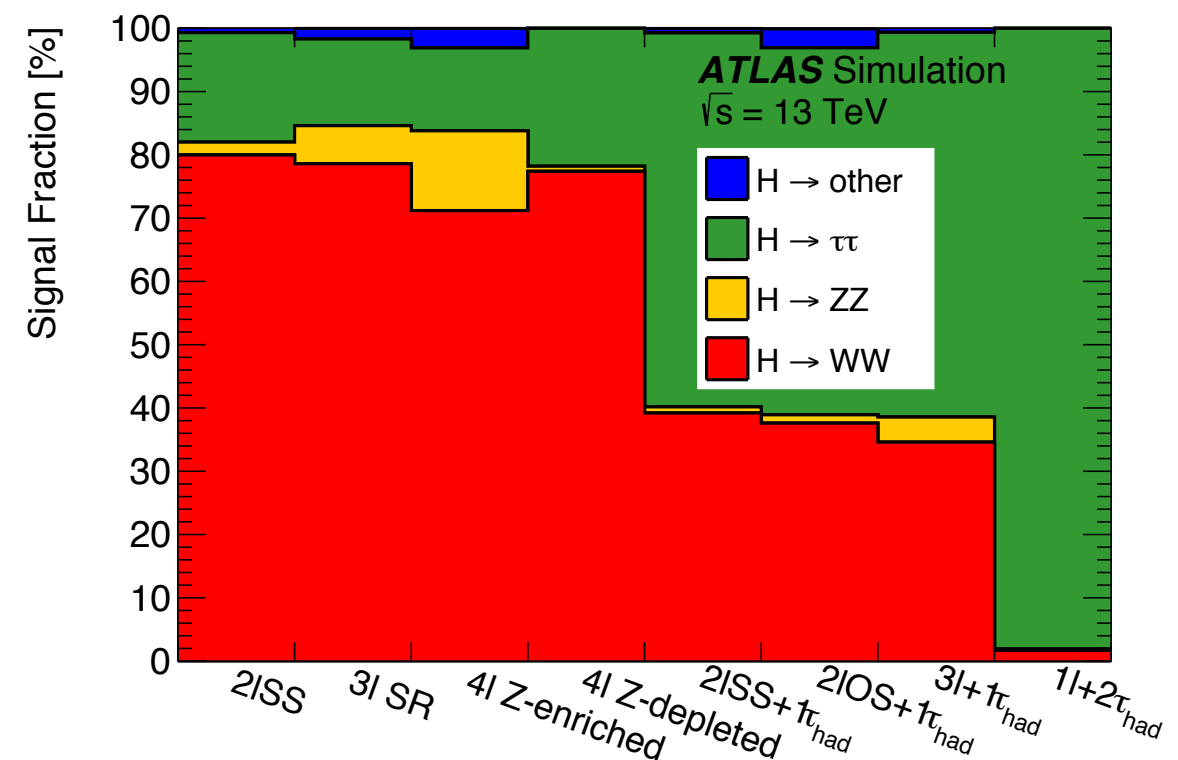 Signal Fraction [%]
100
90
80
70
60
50
40
30
20
10
0
ATLAS Simulation
√s = 13 TeV
H → other
H → ττ
H → ZZ
H → WW
2lSS
3l SR
4l Z-enriched
4l Z-depleted
2lSS+1τhad
2lOS+1τhad
3l+1τhad
1l+2τhad